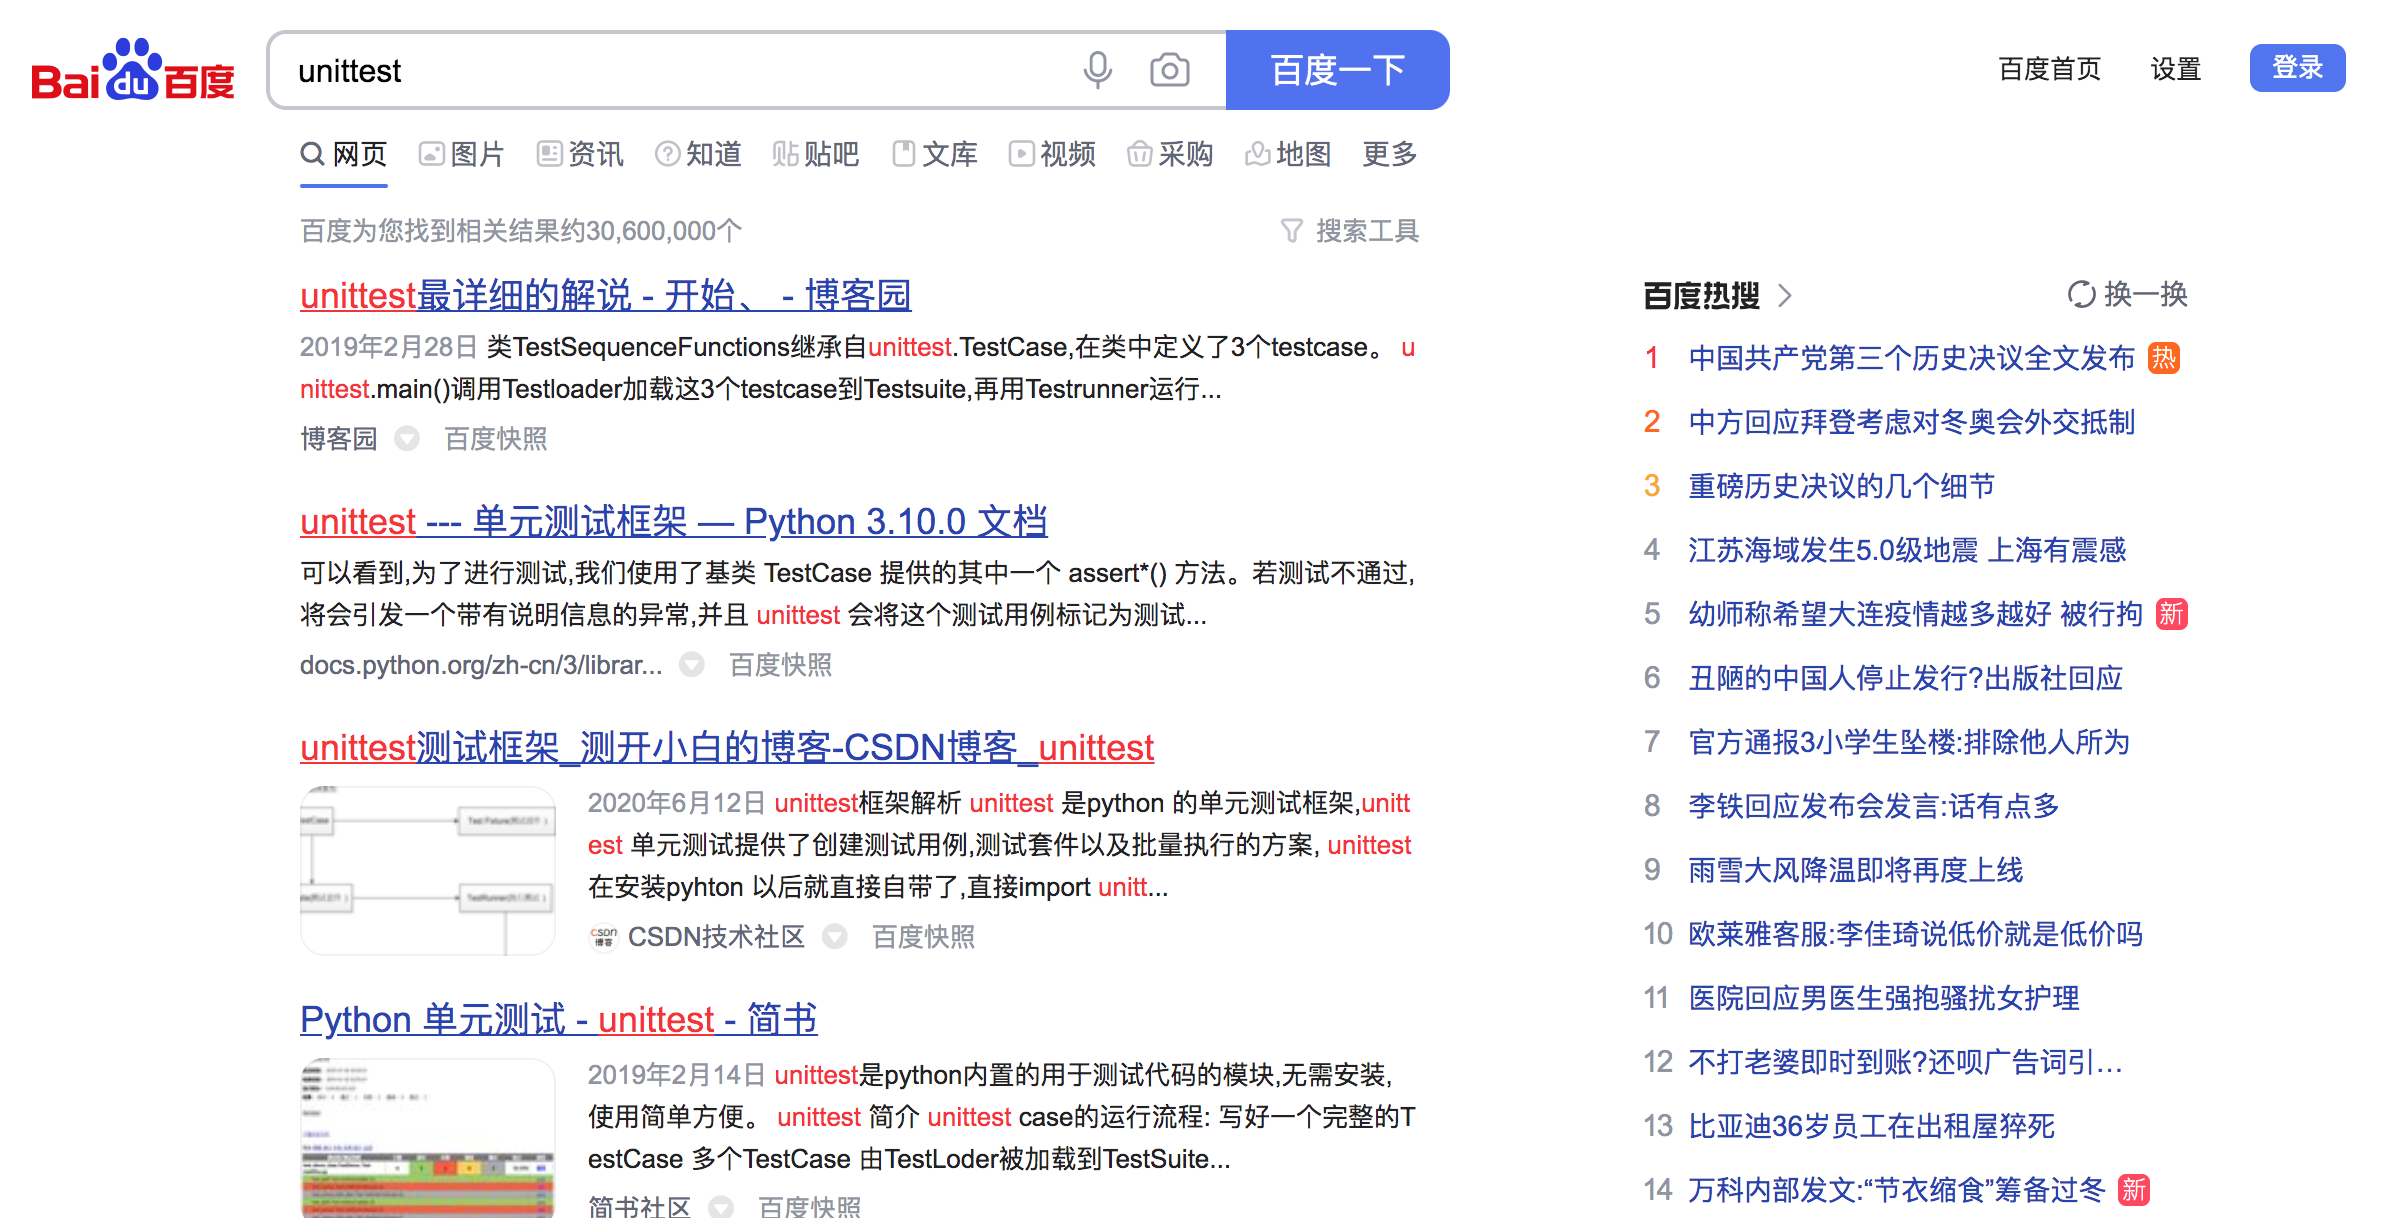 Baidu百度
unittest
百度一下
百度首页 设置 登录
网页 图片 资讯 知道 贴贴吧 文库 视频 采购 地图 更多
百度为您找到相关结果约30,600,000个
搜索工具
unittest最详细的解说 - 开始、 - 博客园
2019年2月28日 类TestSequenceFunctions继承自unittest.TestCase,在类中定义了3个testcase。 u
nittest.main()调用Testloader加载这3个testcase到Testsuite,再用Testrunner运行...
博客园 百度快照
unittest --- 单元测试框架 — Python 3.10.0 文档
可以看到,为了进行测试,我们使用了基类 TestCase 提供的其中一个 assert*() 方法。若测试不通过,
将会引发一个带有说明信息的异常,并且 unittest 会将这个测试用例标记为测试...
docs.python.org/zh-cn/3/librar... 百度快照
unittest测试框架_测开小白的博客-CSDN博客_unittest
2020年6月12日 unittest框架解析 unittest 是python 的单元测试框架,unitt
est 单元测试提供了创建测试用例,测试套件以及批量执行的方案, unittest
在安装pyhton 以后就直接自带了,直接import unitt...
CSDN博客 CSDN技术社区 百度快照
Python 单元测试 - unittest - 简书
2019年2月14日 unittest是python内置的用于测试代码的模块,无需安装,
使用简单方便。 unittest 简介 unittest case的运行流程: 写好一个完整的T
estCase 多个TestCase 由TestLoder被加载到TestSuite...
简书社区 百度快照
百度热搜 换一换
1 中国共产党第三个历史决议全文发布 热
2 中方回应拜登考虑对冬奥会外交抵制
3 重磅历史决议的几个细节
4 江苏海域发生5.0级地震 上海有震感
5 幼师称希望大连疫情越多越好 被行拘 新
6 丑陋的中国人停止发行?出版社回应
7 官方通报3小学生坠楼:排除他人所为
8 李铁回应发布会发言:话有点多
9 雨雪大风降温即将再度上线
10 欧莱雅客服:李佳琦说低价就是低价吗
11 医院回应男医生强抱骚扰女护理
12 不打老婆即时到账?还呗广告词引...
13 比亚迪36岁员工在出租屋猝死
14 万科内部发文:“节衣缩食”筹备过冬 新